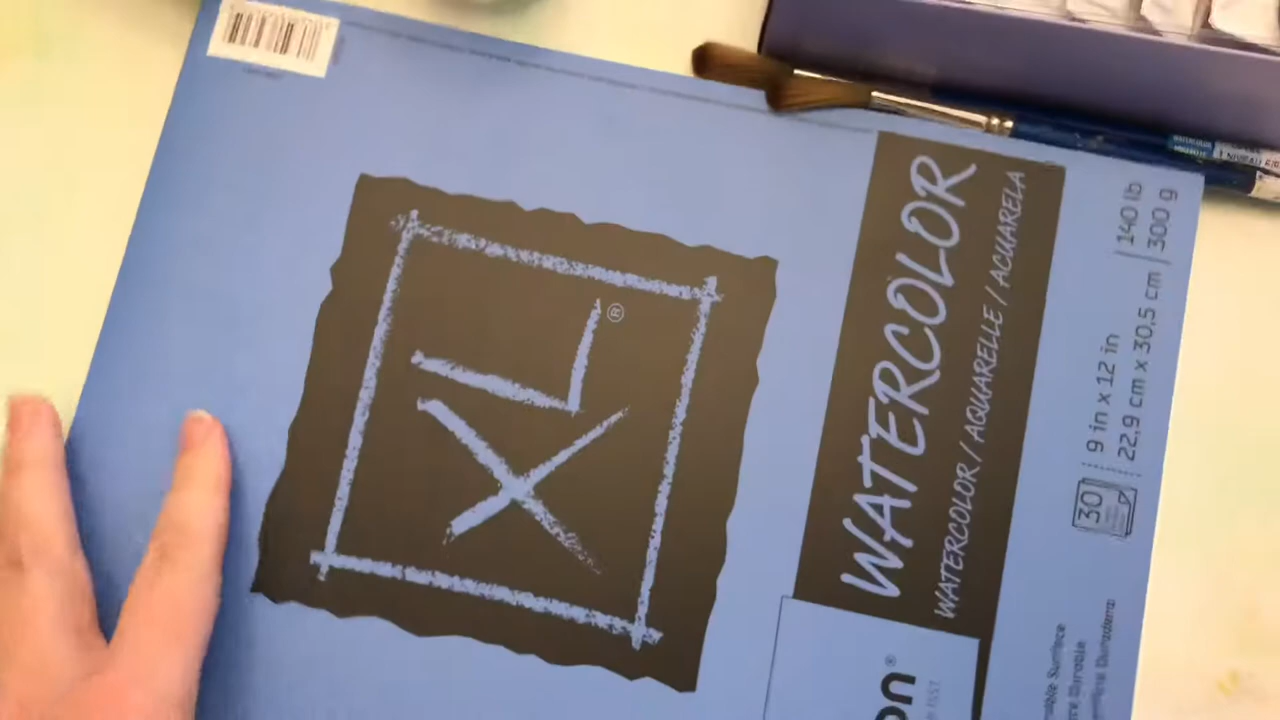 XL®
WATERCOLOR
WATERCOLOR / AQUARELLE / ACUARELA
30
9 in x 12 in
22,9 cm x 30,5 cm
140 lb
300 g
on®